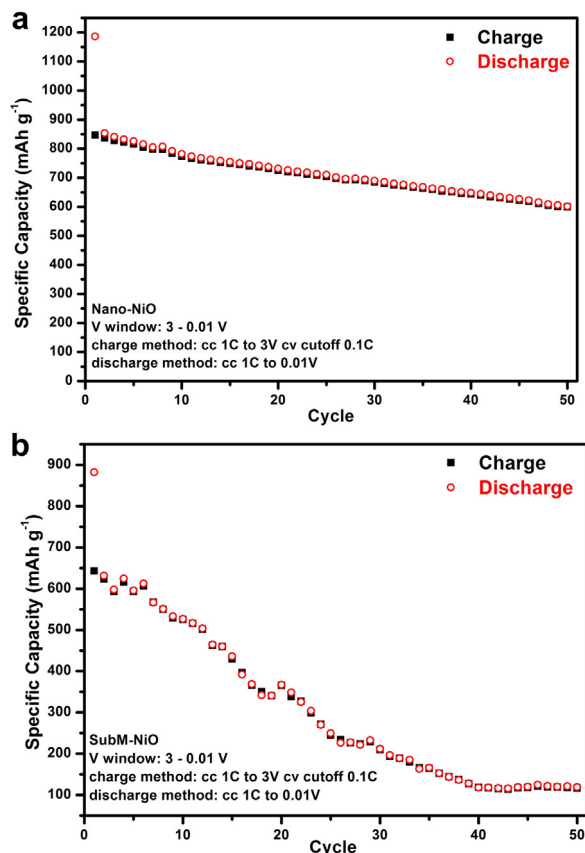 a
1200
1100
1000
900
800
700
600
500
400
300
200
100
0
Specific Capacity (mAh g⁻¹)
Charge
Discharge
Nano-NiO
V window: 3 - 0.01 V
charge method: cc 1C to 3V cv cutoff 0.1C
discharge method: cc 1C to 0.01V
0 10 20 30 40 50
Cycle
b
900
800
700
600
500
400
300
200
100
Specific Capacity (mAh g⁻¹)
Charge
Discharge
SubM-NiO
V window: 3 - 0.01 V
charge method: cc 1C to 3V cv cutoff 0.1C
discharge method: cc 1C to 0.01V
0 10 20 30 40 50
Cycle